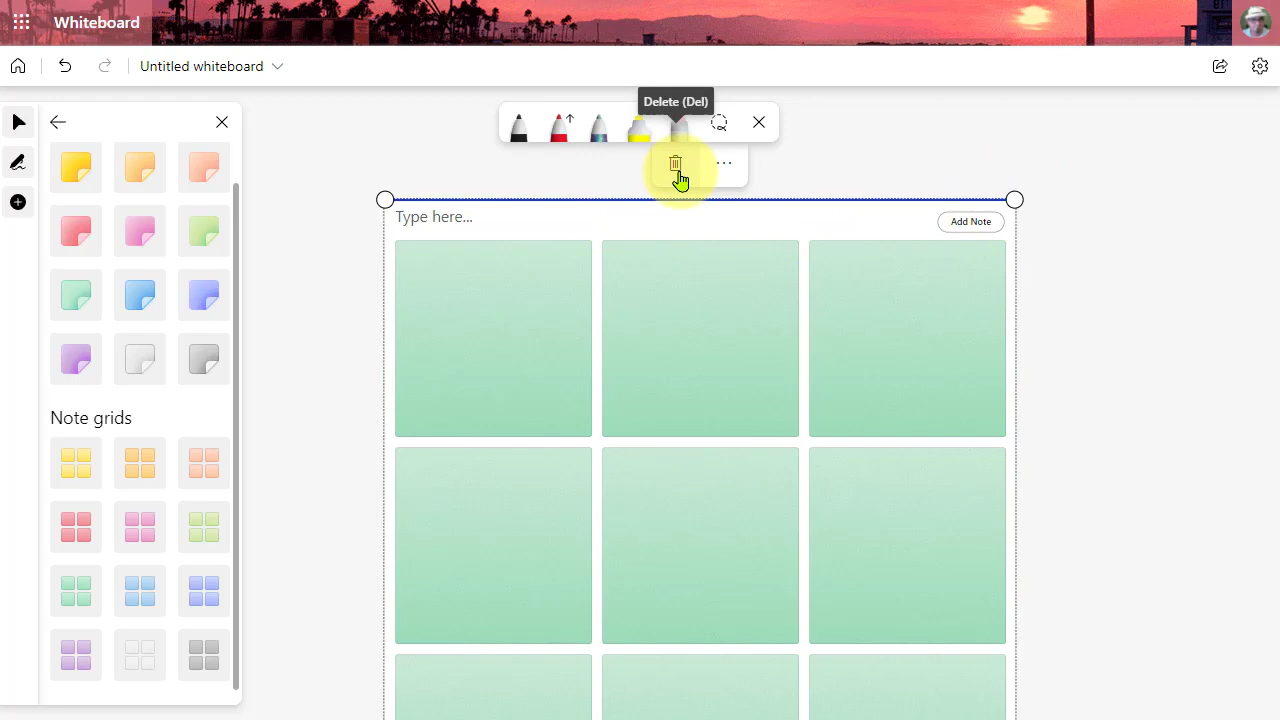 Whiteboard
Untitled whiteboard
Delete (Del)
Type here...
Add Note
Note grids